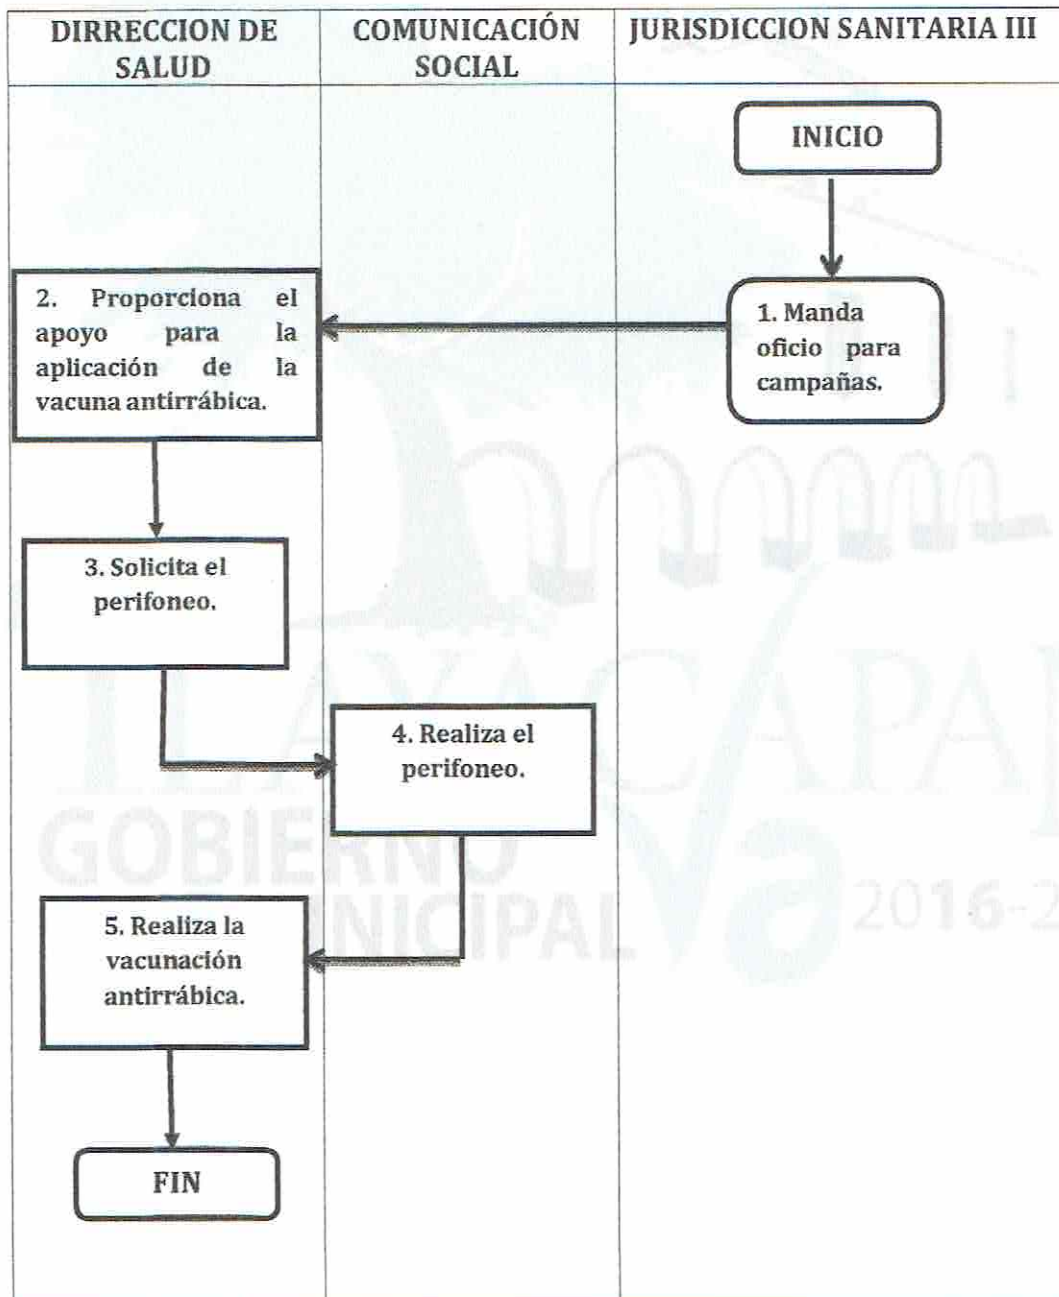 DIRRECCION DE
SALUD
COMUNICACIÓN
SOCIAL
JURISDICCION SANITARIA III
INICIO
1. Manda
oficio para
campañas.
2. Proporciona el
apoyo para la
aplicación de la
vacuna antirrábica.
3. Solicita el
perifoneo.
4. Realiza el
perifoneo.
5. Realiza la
vacunación
antirrábica.
FIN
TLAYACAPAN
GOBIERNO
MUNICIPAL
2016-2